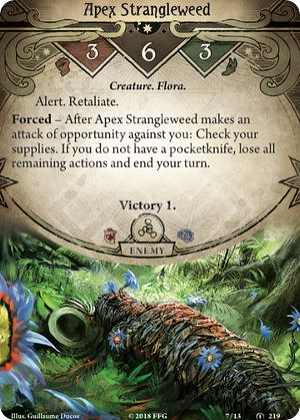 Apex Strangleweed
3 6 3
Creature. Flora.
Alert. Retaliate.
Forced – After Apex Strangleweed makes an
attack of opportunity against you: Check your
supplies. If you do not have a pocketknife, lose all
remaining actions and end your turn.
Victory 1.
ENEMY
Illus. Guillaume Ducos © 2018 FFG 7/13 219